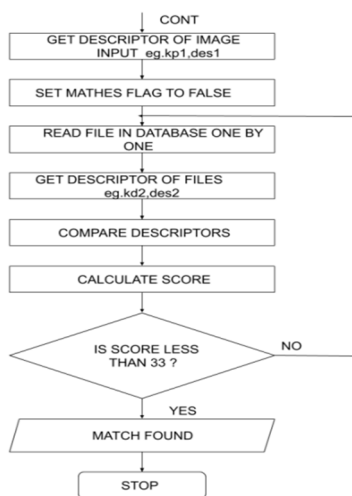 CONT
GET DESCRIPTOR OF IMAGE
INPUT eg.kp1,des1
SET MATHES FLAG TO FALSE
READ FILE IN DATABASE ONE BY
ONE
GET DESCRIPTOR OF FILES
eg.kd2,des2
COMPARE DESCRIPTORS
CALCULATE SCORE
IS SCORE LESS
THAN 33 ?
NO
YES
MATCH FOUND
STOP